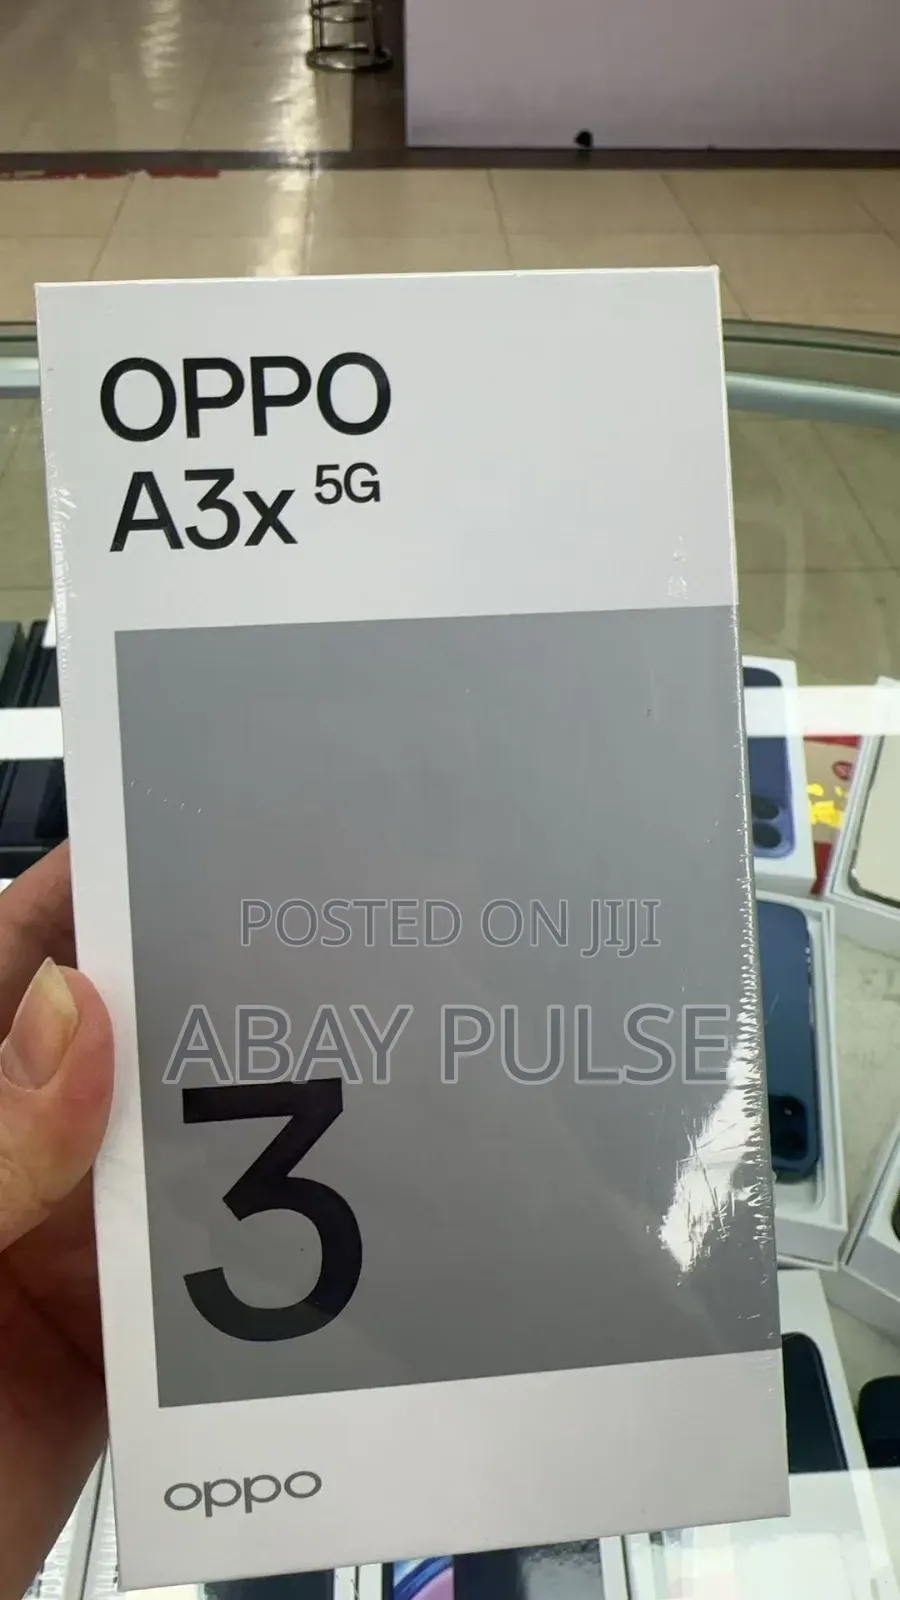 OPPO
A3x 5G
POSTED ON JIJI
ABAY PULSE
3
oppo